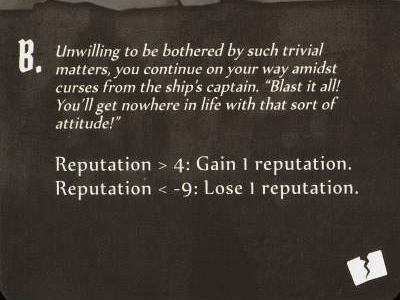 B.
Unwilling to be bothered by such trivial
matters, you continue on your way amidst
curses from the ship's captain. "Blast it all!
You'll get nowhere in life with that sort of
attitude!"
Reputation > 4: Gain 1 reputation.
Reputation < -9: Lose 1 reputation.